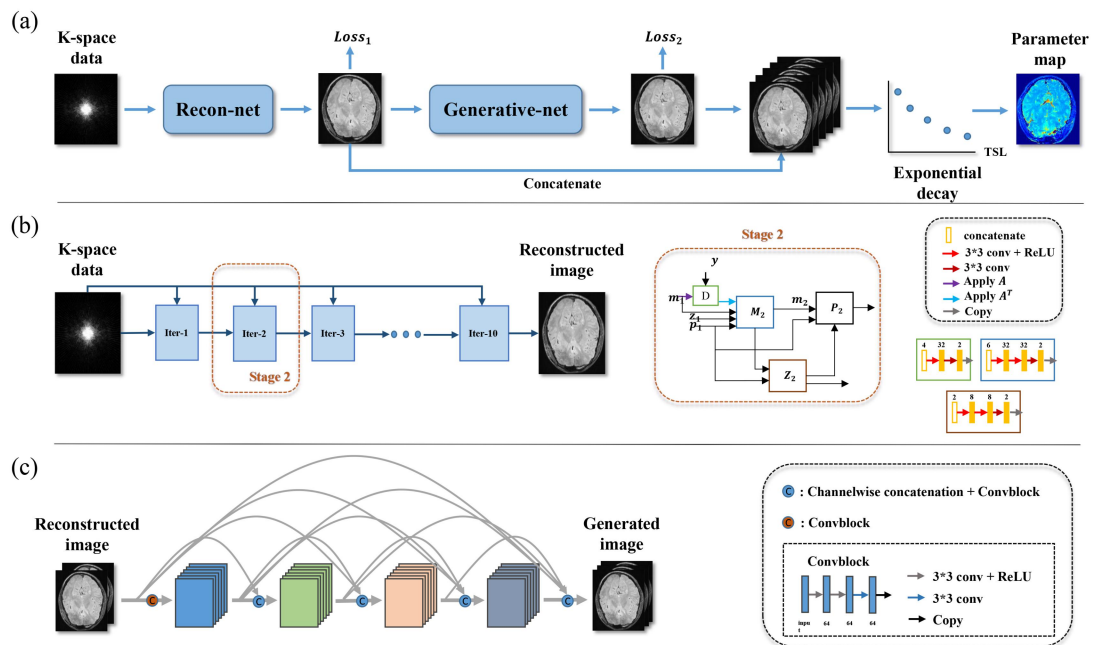 (a)
K-space
data
Recon-net
Loss₁
Generative-net
Loss₂
Concatenate
TSL
Exponential
decay
Parameter
map
(b)
K-space
data
Iter-1
Iter-2
Iter-3
Iter-10
Stage 2
Reconstructed
image
Stage 2
y
m₁
z₁
p₁
D
M₂
m₂
P₂
Z₂
concatenate
3*3 conv + ReLU
3*3 conv
Apply A
Apply Aᵀ
Copy
4 32 2
6 32 32 2
2 8 8 2
(c)
Reconstructed
image
C
C
C
C
C
Generated
image
C : Channelwise concatenation + Convblock
C : Convblock
Convblock
inpu
t
64 64 64
3*3 conv + ReLU
3*3 conv
Copy